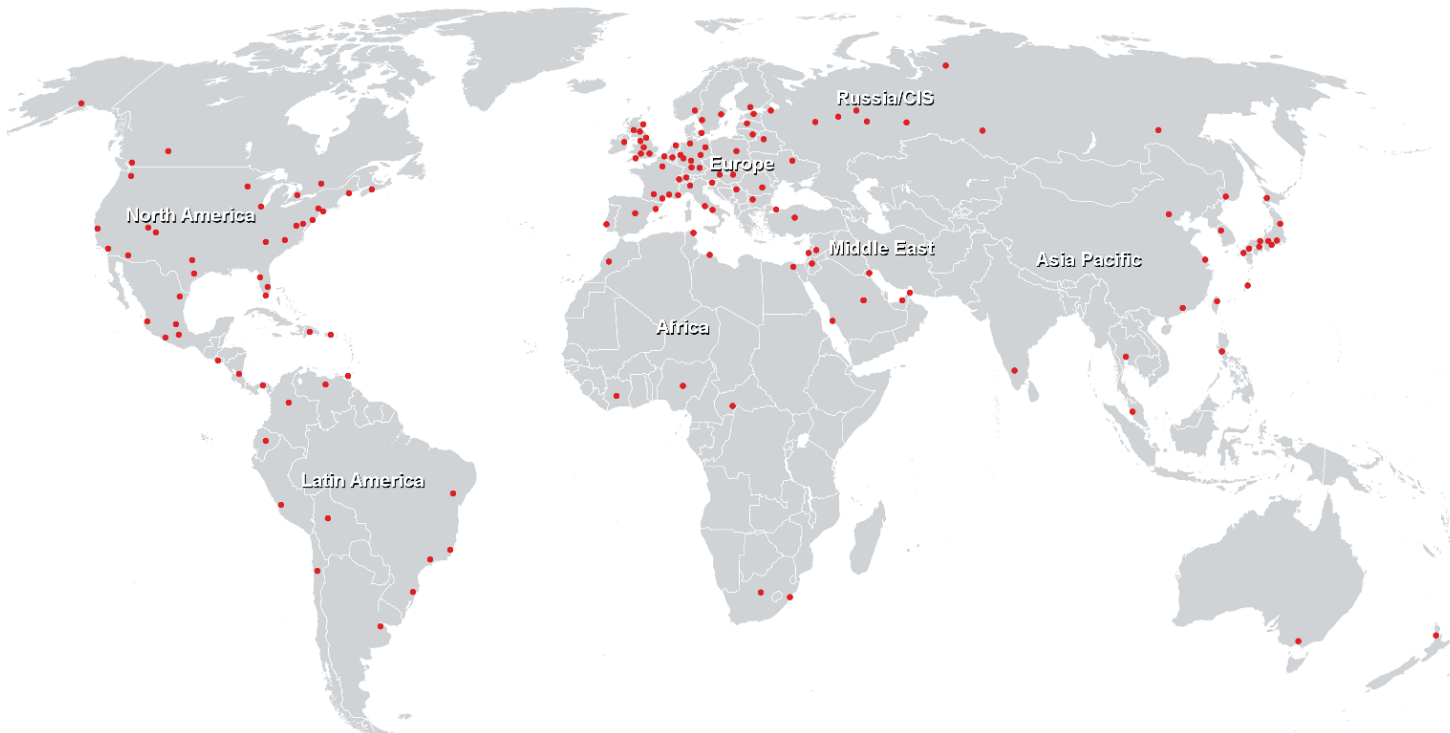 Russia/CIS
Europe
North America
Middle East
Asia Pacific
Africa
Latin America